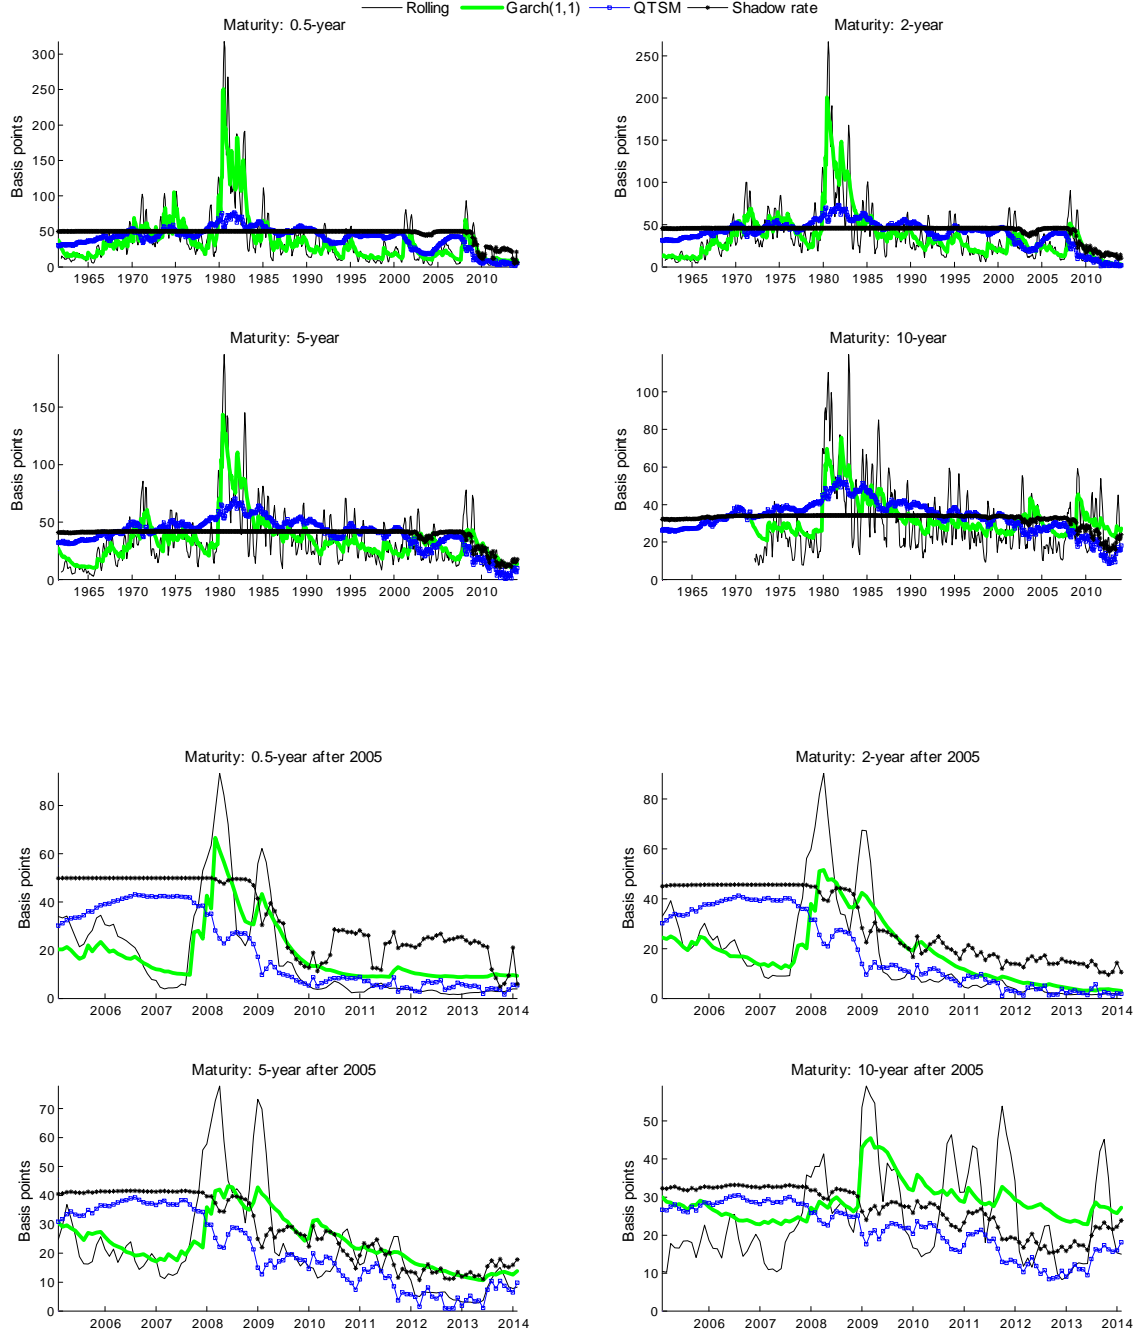 Rolling Garch(1,1) QTSM Shadow rate
Maturity: 0.5-year
Maturity: 2-year
Basis points
300
250
200
150
100
50
0
1965 1970 1975 1980 1985 1990 1995 2000 2005 2010
Basis points
250
200
150
100
50
0
1965 1970 1975 1980 1985 1990 1995 2000 2005 2010
Maturity: 5-year
Maturity: 10-year
Basis points
150
100
50
0
1965 1970 1975 1980 1985 1990 1995 2000 2005 2010
Basis points
100
80
60
40
20
0
1965 1970 1975 1980 1985 1990 1995 2000 2005 2010
Maturity: 0.5-year after 2005
Maturity: 2-year after 2005
Basis points
80
60
40
20
0
2006 2007 2008 2009 2010 2011 2012 2013 2014
Basis points
80
60
40
20
0
2006 2007 2008 2009 2010 2011 2012 2013 2014
Maturity: 5-year after 2005
Maturity: 10-year after 2005
Basis points
70
60
50
40
30
20
10
0
2006 2007 2008 2009 2010 2011 2012 2013 2014
Basis points
50
40
30
20
10
0
2006 2007 2008 2009 2010 2011 2012 2013 2014